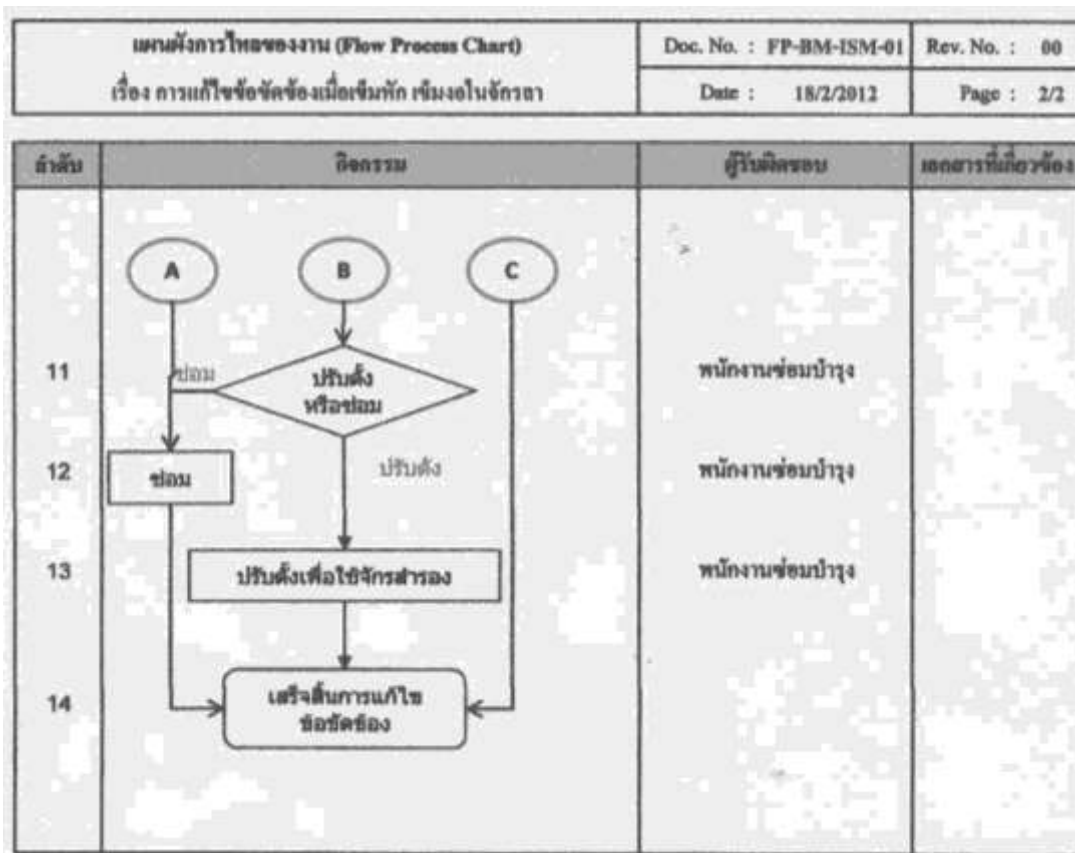 แผนผังการไหลของงาน (Flow Process Chart)
เรื่อง การแก้ไขข้อขัดข้องเมื่อเข็มหัก เข็มงอในจักรลา
Doc. No. : FP-BM-ISM-01
Rev. No. : 00
Date : 18/2/2012
Page : 2/2
ลำดับ
กิจกรรม
ผู้รับผิดชอบ
เอกสารที่เกี่ยวข้อง
A
B
C
11
ซ่อม
ปรับตั้ง
หรือซ่อม
พนักงานซ่อมบำรุง
12
ซ่อม
ปรับตั้ง
พนักงานซ่อมบำรุง
13
ปรับตั้งเพื่อใช้จักรสำรอง
พนักงานซ่อมบำรุง
14
เสร็จสิ้นการแก้ไข
ข้อขัดข้อง